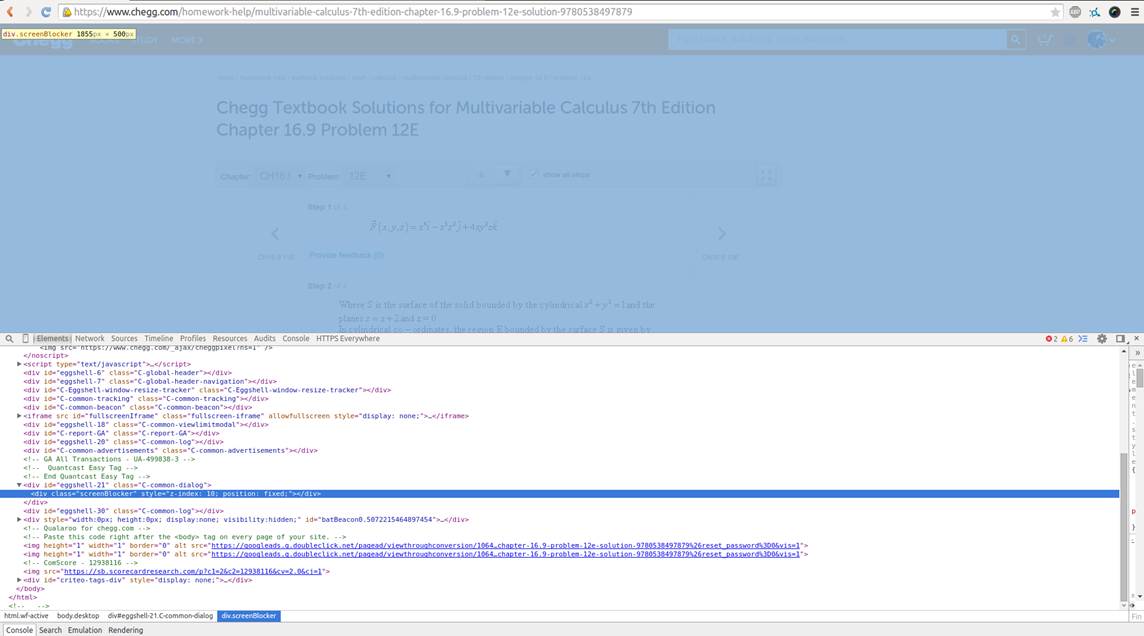 https://www.chegg.com/homework-help/multivariable-calculus-7th-edition-chapter-16.9-problem-12e-solution-9780538497879
div.screenBlocker 1855px × 500px
Chegg STUDY MORE
Chegg Textbook Solutions for Multivariable Calculus 7th Edition
Chapter 16.9 Problem 12E
Chapter: Problem: 12E show all steps
Step 1 of 4
Provide feedback (0)
Step 2 of 4
Where S is the surface of the solid bounded by the cylindrical x² + y² = 1 and the
planes z = x + 2 and z = 0
In cylindrical co – ordinates, the region E bounded by the surface S is given by
Elements Network Sources Timeline Profiles Resources Audits Console HTTPS Everywhere 2 6
<img src="https://www.chegg.com/_ajax/cheggpixel?ns=1" />
</noscript>
<script type="text/javascript">…</script>
<div id="eggshell-6" class="C-global-header"></div>
<div id="eggshell-7" class="C-global-header-navigation"></div>
<div id="C-Eggshell-window-resize-tracker" class="C-Eggshell-window-resize-tracker"></div>
<div id="C-common-tracking" class="C-common-tracking"></div>
<div id="C-common-beacon" class="C-common-beacon"></div>
<iframe src id="fullscreenIframe" class="fullscreen-iframe" allowfullscreen style="display: none;">…</iframe>
<div id="eggshell-18" class="C-common-viewlimitmodal"></div>
<div id="C-report-GA" class="C-report-GA"></div>
<div id="eggshell-20" class="C-common-log"></div>
<div id="C-common-advertisements" class="C-common-advertisements"></div>
<!-- GA All Transactions - UA-499838-3 -->
<!-- Quantcast Easy Tag -->
<!-- End Quantcast Easy Tag -->
<div id="eggshell-21" class="C-common-dialog">
<div class="screenBlocker" style="z-index: 10; position: fixed;"></div>
</div>
<div id="eggshell-30" class="C-common-log"></div>
<div style="width:0px; height:0px; display:none; visibility:hidden;" id="batBeacon0.5072215464897454">…</div>
<!-- Qualaroo for chegg.com -->
<!-- Paste this code right after the <body> tag on every page of your site. -->
<img height="1" width="1" border="0" alt src="https://googleads.g.doubleclick.net/pagead/viewthroughconversion/1064…chapter-16.9-problem-12e-solution-9780538497879%26reset_password%3D0&vis=1">
<img height="1" width="1" border="0" alt src="https://googleads.g.doubleclick.net/pagead/viewthroughconversion/1064…chapter-16.9-problem-12e-solution-9780538497879%26reset_password%3D0&vis=1">
<!-- ComScore - 12938116 -->
<img src="https://sb.scorecardresearch.com/p?c1=2&c2=12938116&cv=2.0&cj=1">
<div id="criteo-tags-div" style="display: none;">…</div>
</body>
</html>
<!-- -->
html.wf-active body.desktop div#eggshell-21.C-common-dialog div.screenBlocker Fin
Console Search Emulation Rendering